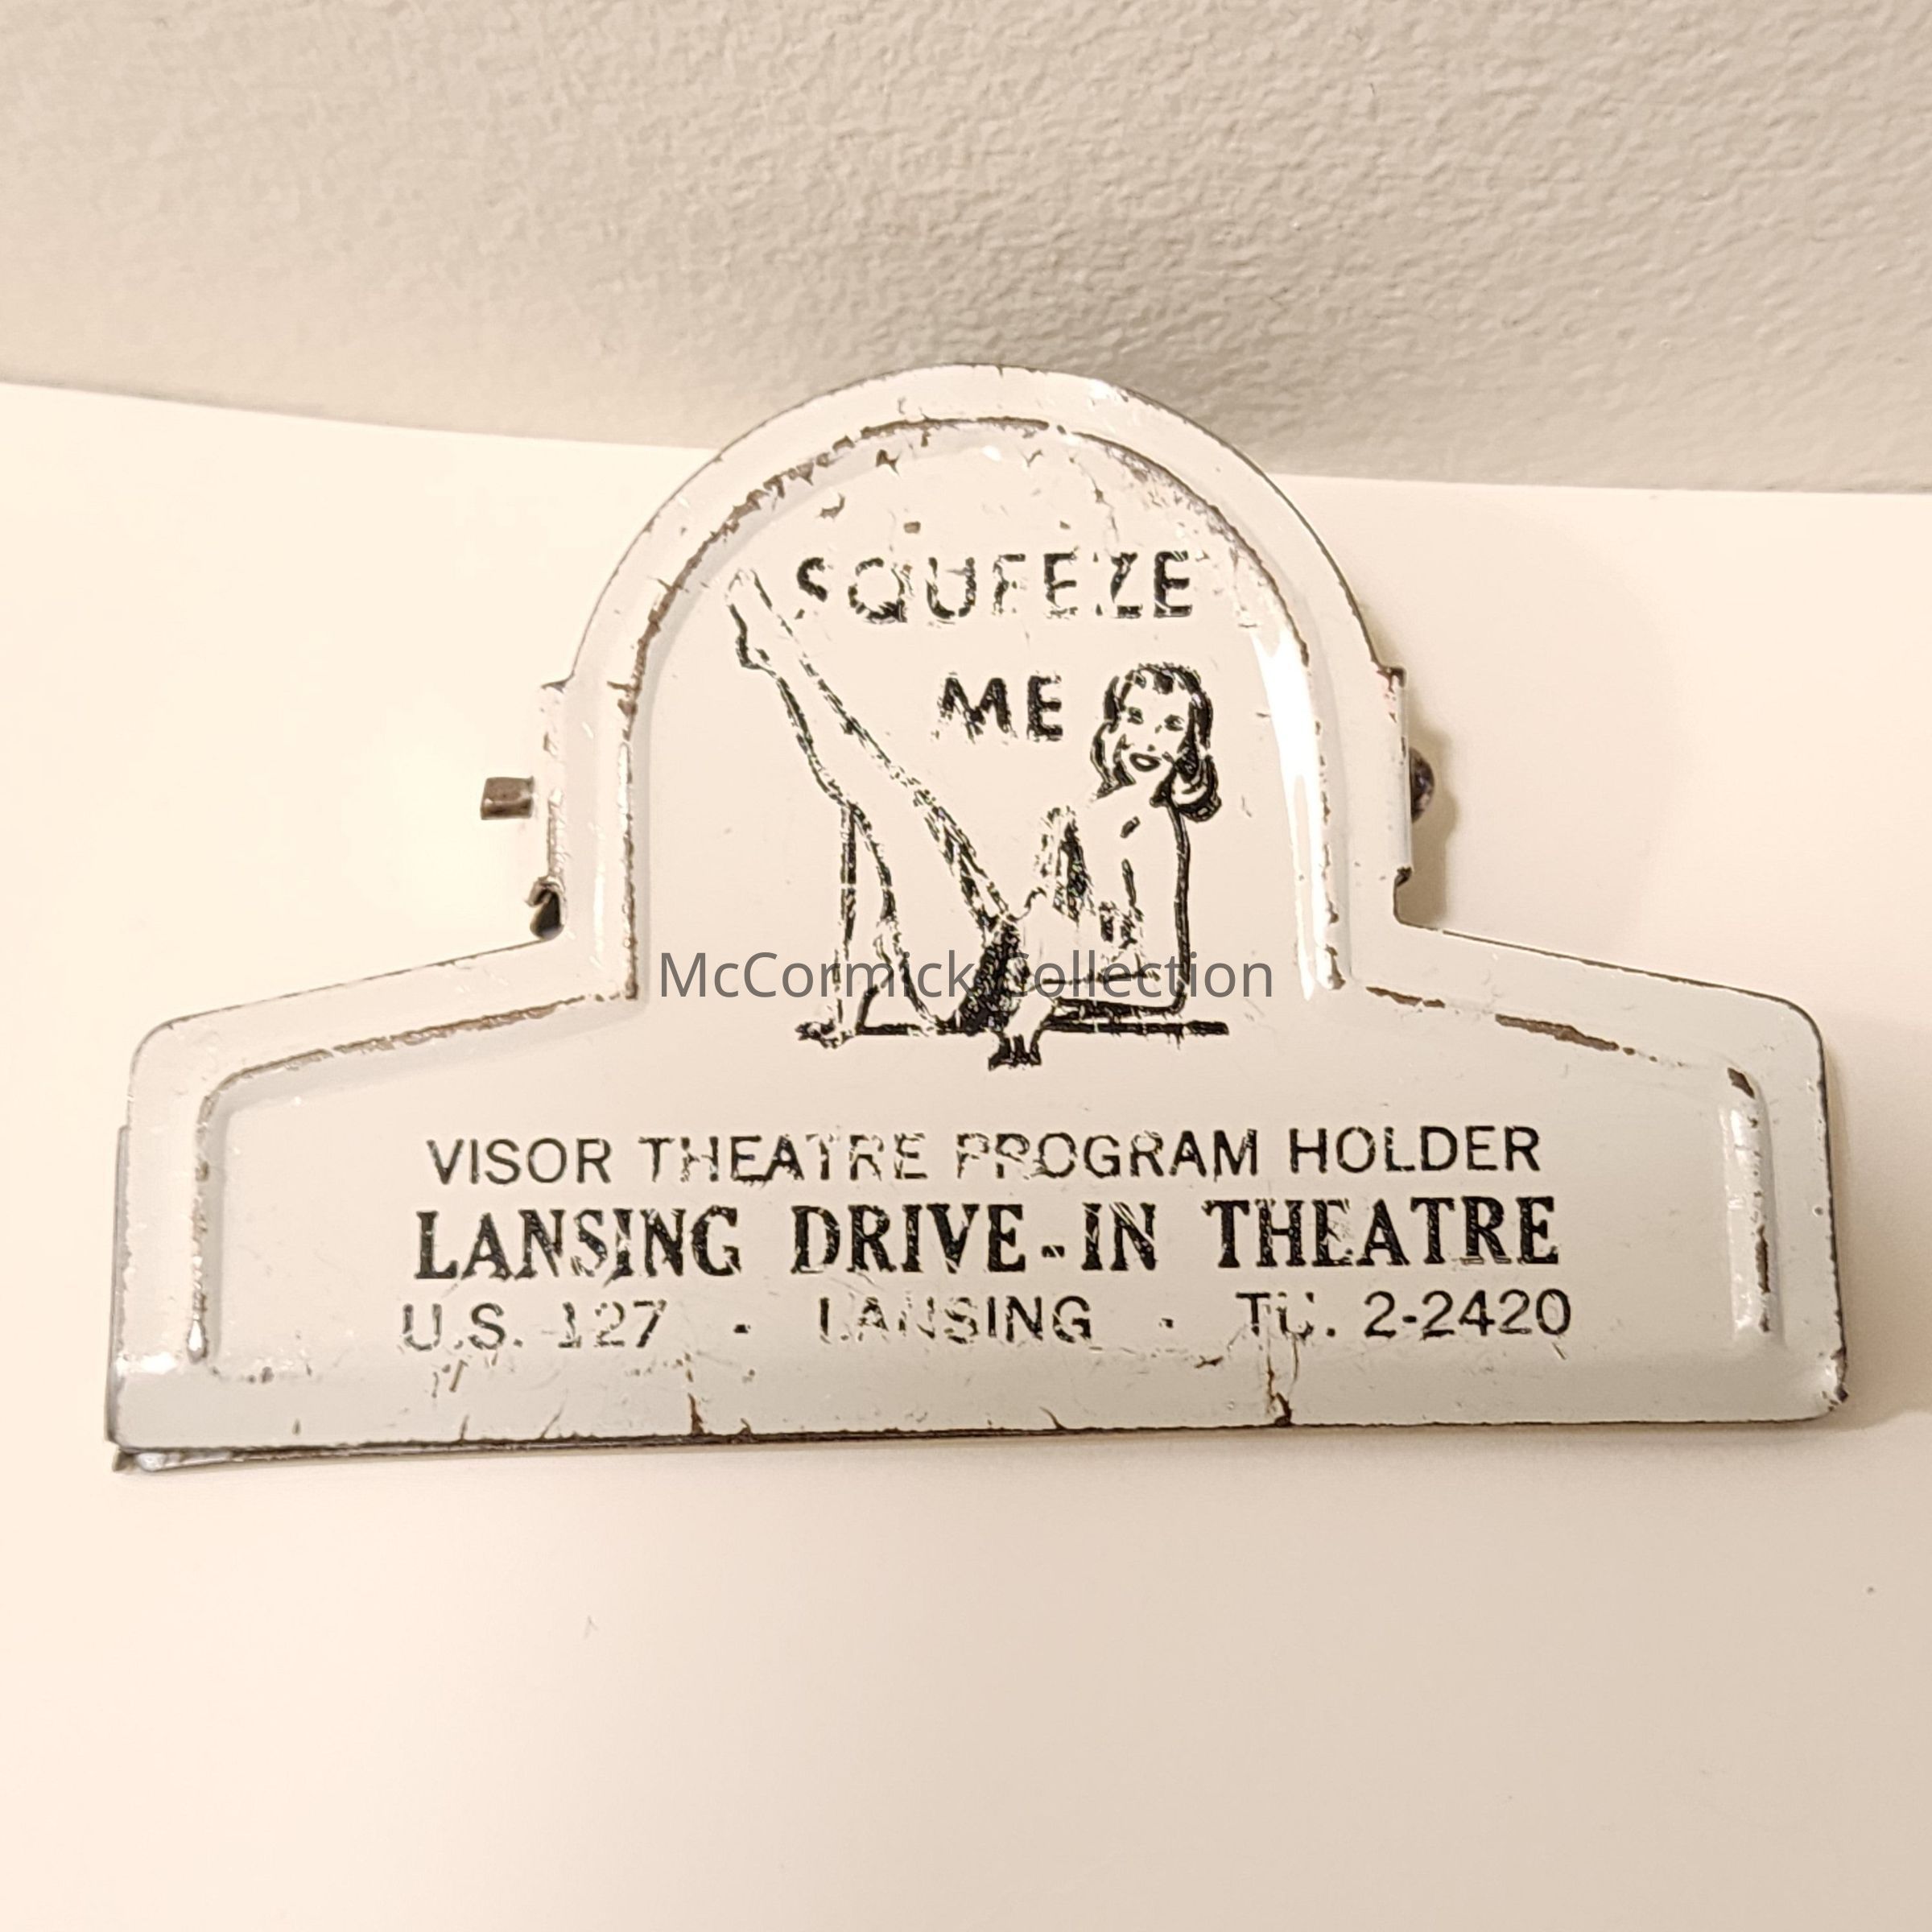 SQUEEZE
ME
McCormick Collection
VISOR THEATRE PROGRAM HOLDER
LANSING DRIVE-IN THEATRE
U.S. 127 - LANSING - TU. 2-2420